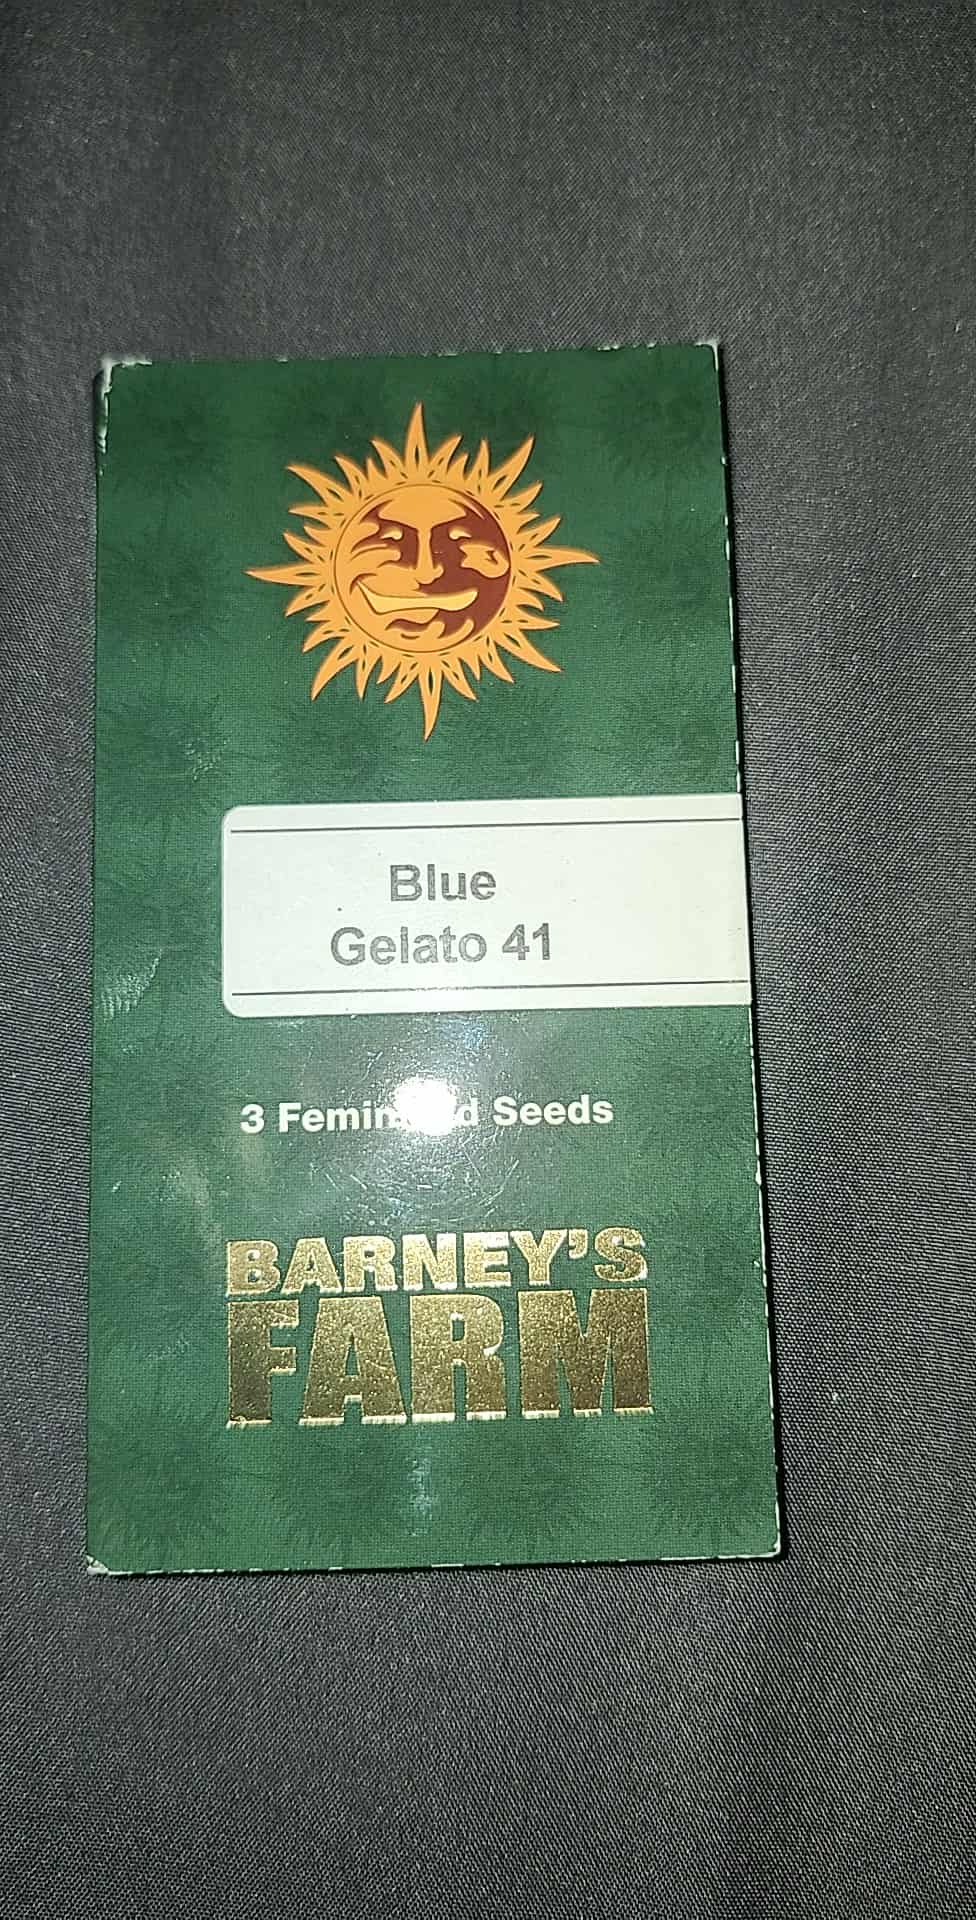 Blue
Gelato 41
3 Seeds
BARNEY'S
FARM